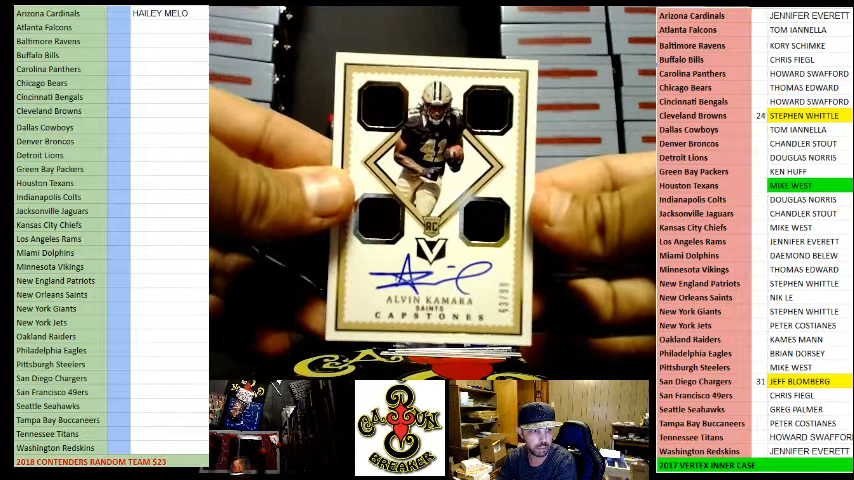 Arizona Cardinals HAILEY MELO
Atlanta Falcons
Baltimore Ravens
Buffalo Bills
Carolina Panthers
Chicago Bears
Cincinnati Bengals
Cleveland Browns
Dallas Cowboys
Denver Broncos
Detroit Lions
Green Bay Packers
Houston Texans
Indianapolis Colts
Jacksonville Jaguars
Kansas City Chiefs
Los Angeles Rams
Miami Dolphins
Minnesota Vikings
New England Patriots
New Orleans Saints
New York Giants
New York Jets
Oakland Raiders
Philadelphia Eagles
Pittsburgh Steelers
San Diego Chargers
San Francisco 49ers
Seattle Seahawks
Tampa Bay Buccaneers
Tennessee Titans
Washington Redskins
2018 CONTENDERS RANDOM TEAM $23
41
RC
V
ALVIN KAMARA
SAINTS
CAPSTONES
63/99
CAJUN
BREAKER
Arizona Cardinals JENNIFER EVERETT
Atlanta Falcons TOM IANNELLA
Baltimore Ravens KORY SCHIMKE
Buffalo Bills CHRIS FIEGL
Carolina Panthers HOWARD SWAFFORD
Chicago Bears THOMAS EDWARD
Cincinnati Bengals HOWARD SWAFFORD
Cleveland Browns 24 STEPHEN WHITTLE
Dallas Cowboys TOM IANNELLA
Denver Broncos CHANDLER STOUT
Detroit Lions DOUGLAS NORRIS
Green Bay Packers KEN HUFF
Houston Texans MIKE WEST
Indianapolis Colts DOUGLAS NORRIS
Jacksonville Jaguars CHANDLER STOUT
Kansas City Chiefs MIKE WEST
Los Angeles Rams JENNIFER EVERETT
Miami Dolphins DAEMOND BELEW
Minnesota Vikings THOMAS EDWARD
New England Patriots STEPHEN WHITTLE
New Orleans Saints NIK LE
New York Giants STEPHEN WHITTLE
New York Jets PETER COSTIANES
Oakland Raiders KAMES MANN
Philadelphia Eagles BRIAN DORSEY
Pittsburgh Steelers MIKE WEST
San Diego Chargers 31 JEFF BLOMBERG
San Francisco 49ers CHRIS FIEGL
Seattle Seahawks GREG PALMER
Tampa Bay Buccaneers PETER COSTIANES
Tennessee Titans HOWARD SWAFFORD
Washington Redskins JENNIFER EVERETT
2017 VERTEX INNER CASE